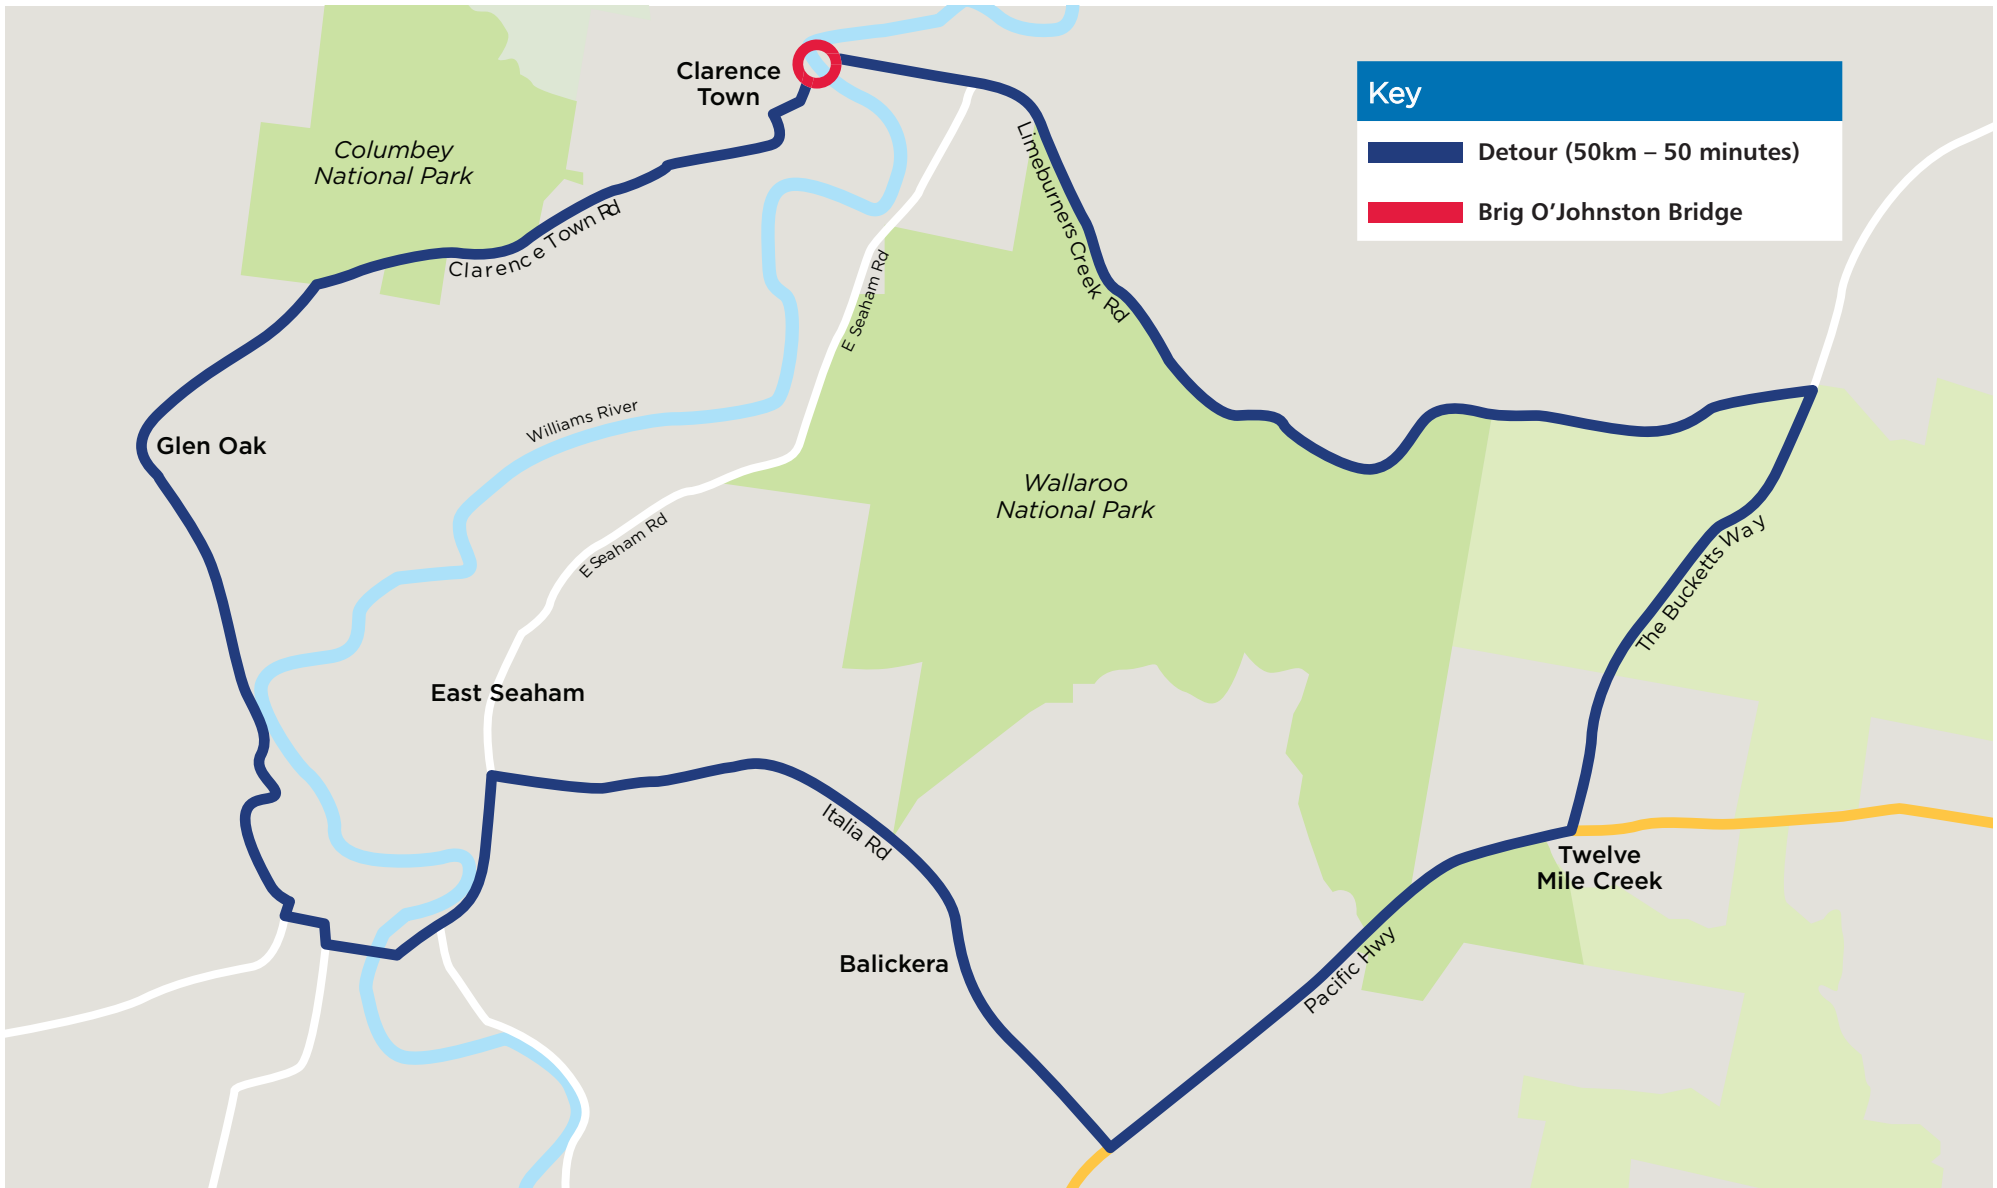 Clarence
Town
Key
Detour (50km – 50 minutes)
Brig O'Johnston Bridge
Columbey
National Park
Limeburners Creek Rd
Clarence Town Rd
E Seaham Rd
Williams River
Glen Oak
Wallaroo
National Park
E Seaham Rd
The Bucketts Way
East Seaham
Italia Rd
Twelve
Mile Creek
Balickera
Pacific Hwy